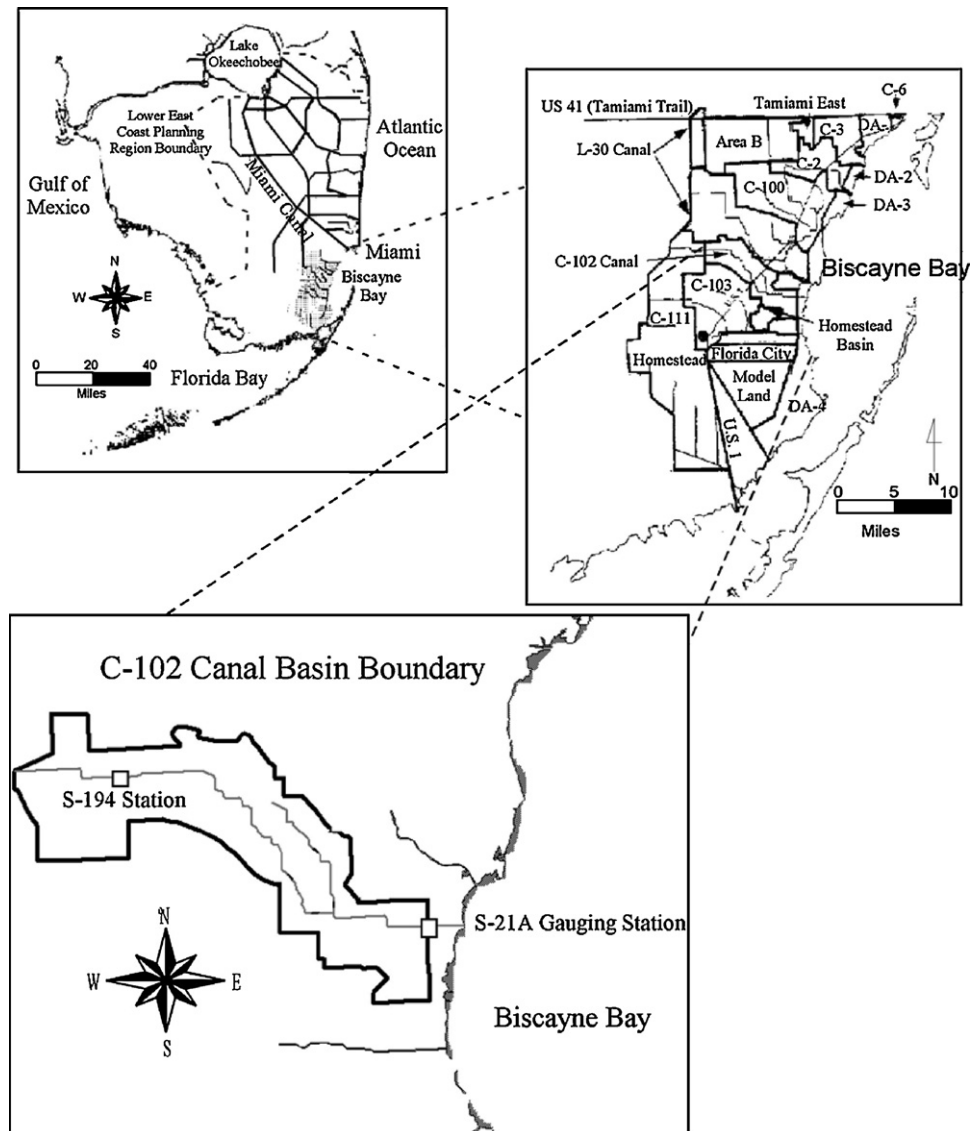 Lake
Okeechobee
Lower East
Coast Planning
Region Boundary
Atlantic
Ocean
Gulf of
Mexico
Miami Canal
Miami
Biscayne
Bay
N
W
E
S
0 20 40
Miles
Florida Bay
C-6
US 41 (Tamiami Trail)
Tamiami East
C-3
DA-
Area B
L-30 Canal
C-2
DA-2
C-100
DA-3
C-102 Canal
Biscayne Bay
C-103
C-111
Homestead
Basin
Homestead
Florida City
Model
Land
DA-4
U.S. 1
N
0 5 10
Miles
C-102 Canal Basin Boundary
S-194 Station
S-21A Gauging Station
N
W
E
S
Biscayne Bay